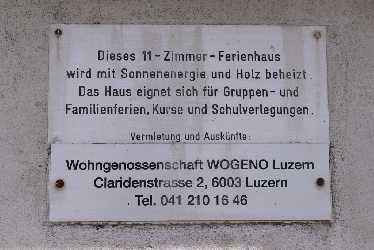 Dieses 11-Zimmer-Ferienhaus
wird mit Sonnenenergie und Holz beheizt.
Das Haus eignet sich für Gruppen- und
Familienferien, Kurse und Schulverlegungen.
Vermietung und Auskünfte:
Wohngenossenschaft WOGENO Luzern
Claridenstrasse 2, 6003 Luzern
Tel. 041 210 16 46